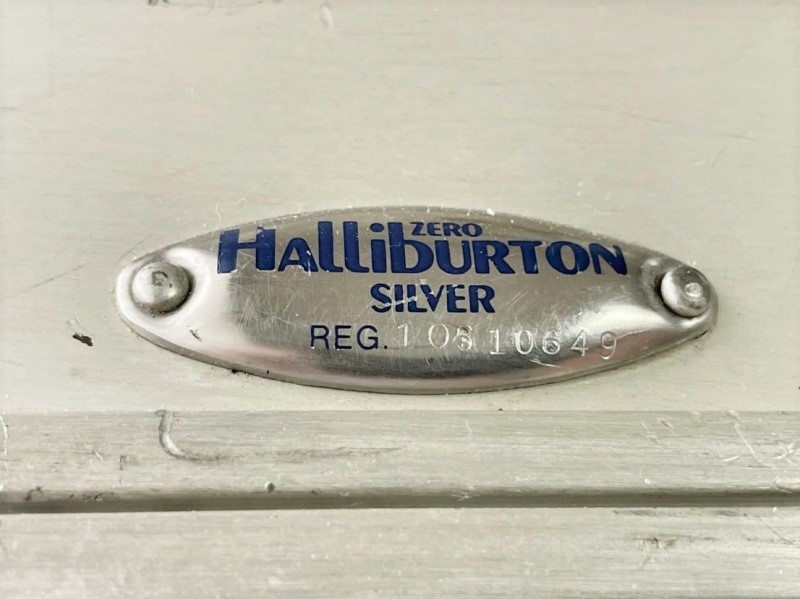 ZERO
HALLIBURTON
SILVER
REG. 10810649